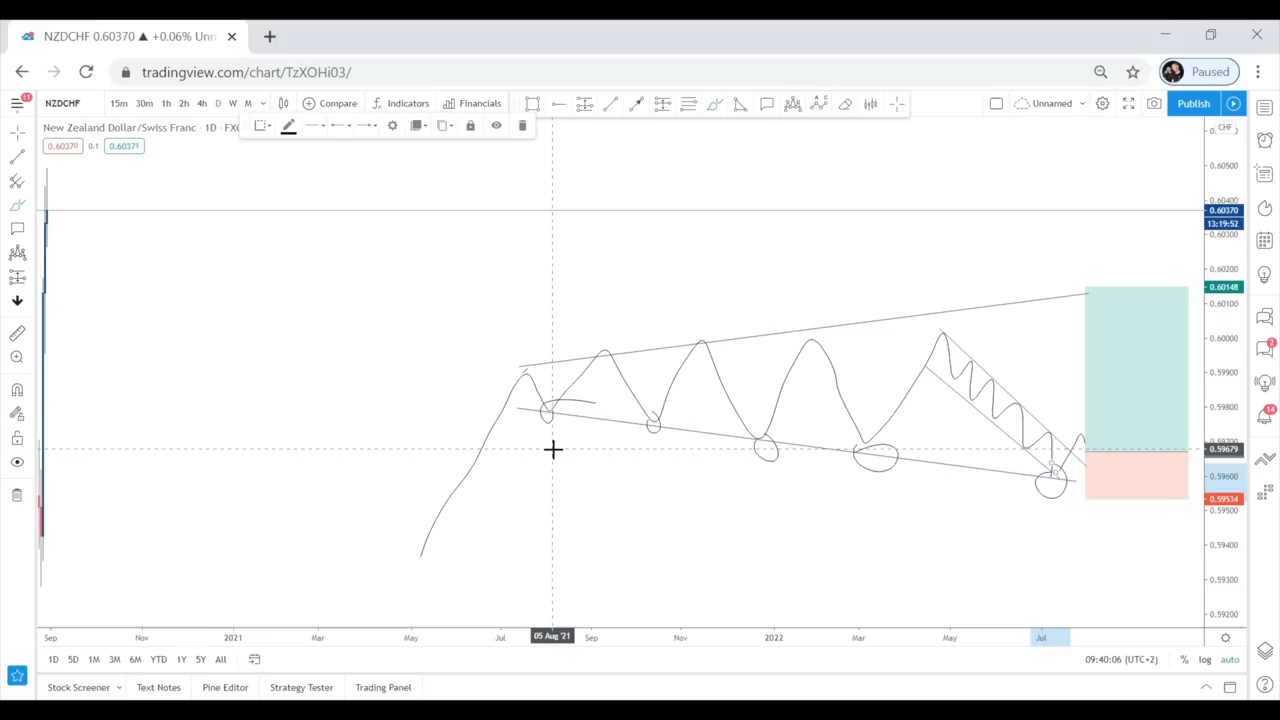 NZDCHF 0.60370 ▲ +0.06% Unn
tradingview.com/chart/TzXOHi03/
Paused
11
NZDCHF 15m 30m 1h 2h 4h D W M Compare Indicators Financials Unnamed Publish
New Zealand Dollar/Swiss Franc · 1D · FXC
CHF
0.60370 0.1 0.60371
0.60500
0.60400
0.60370
13:19:52
0.60300
0.60200
0.60148
0.60100
0.60000
0.59900
0.59800
0.59700
0.59679
0.59600
0.59534
0.59500
0.59400
0.59300
0.59200
2
14
Sep Nov 2021 Mar May Jul 05 Aug '21 Sep Nov 2022 Mar May Jul
1D 5D 1M 3M 6M YTD 1Y 5Y All 09:40:06 (UTC+2) % log auto
Stock Screener Text Notes Pine Editor Strategy Tester Trading Panel